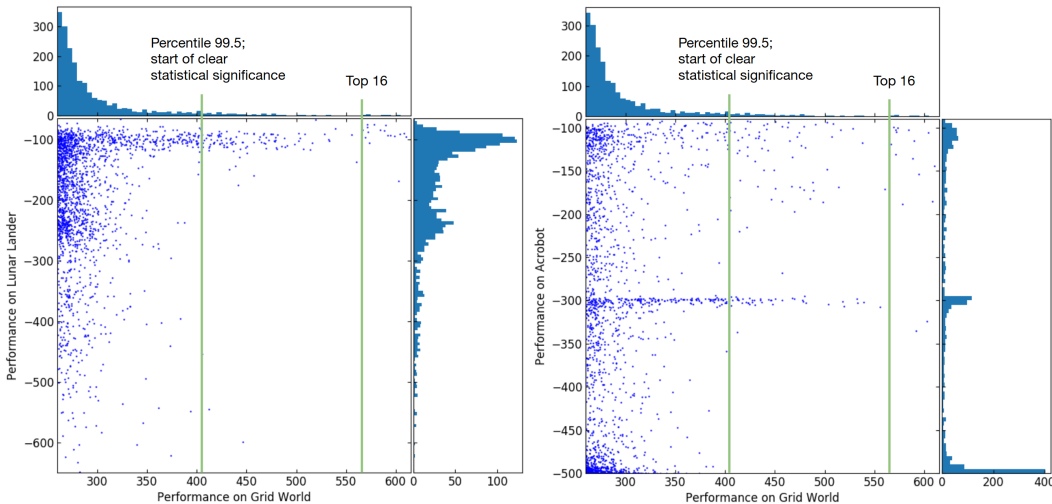 300
200
100
0
Percentile 99.5;
start of clear
statistical significance
Top 16
−100
−200
−300
−400
−500
−600
Performance on Lunar Lander
300 350 400 450 500 550 600
Performance on Grid World
0 50 100
300
200
100
0
Percentile 99.5;
start of clear
statistical significance
Top 16
−100
−150
−200
−250
−300
−350
−400
−450
−500
Performance on Acrobot
300 350 400 450 500 550 600
Performance on Grid World
0 200 400